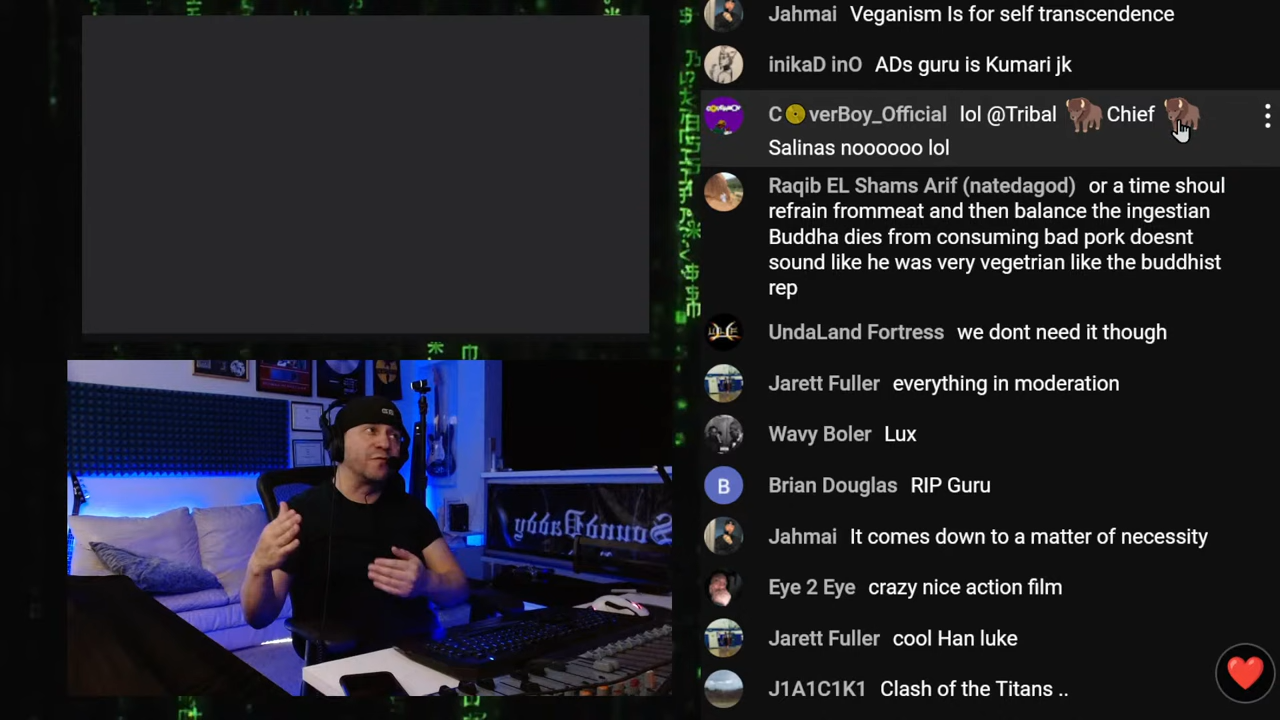 Jahmai Veganism Is for self transcendence
inikaD inO ADs guru is Kumari jk
C verBoy_Official lol @Tribal 🦬 Chief 🦬
Salinas noooooo lol
Raqib EL Shams Arif (natedagod) or a time shoul
refrain frommeat and then balance the ingestian
Buddha dies from consuming bad pork doesnt
sound like he was very vegetrian like the buddhist
rep
UndaLand Fortress we dont need it though
Jarett Fuller everything in moderation
Wavy Boler Lux
B Brian Douglas RIP Guru
Jahmai It comes down to a matter of necessity
Eye 2 Eye crazy nice action film
Jarett Fuller cool Han luke
J1A1C1K1 Clash of the Titans ..
SoundDaddy